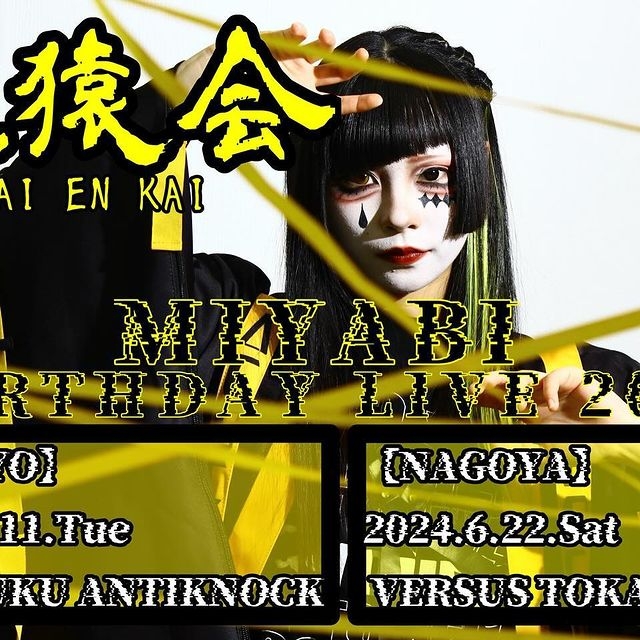 猿会
AI EN KAI
MIYABI
RTHDAY LIVE 20
YO】
11.Tue
UKU ANTIKNOCK
【NAGOYA】
2024.6.22.Sat
VERSUS TOKA